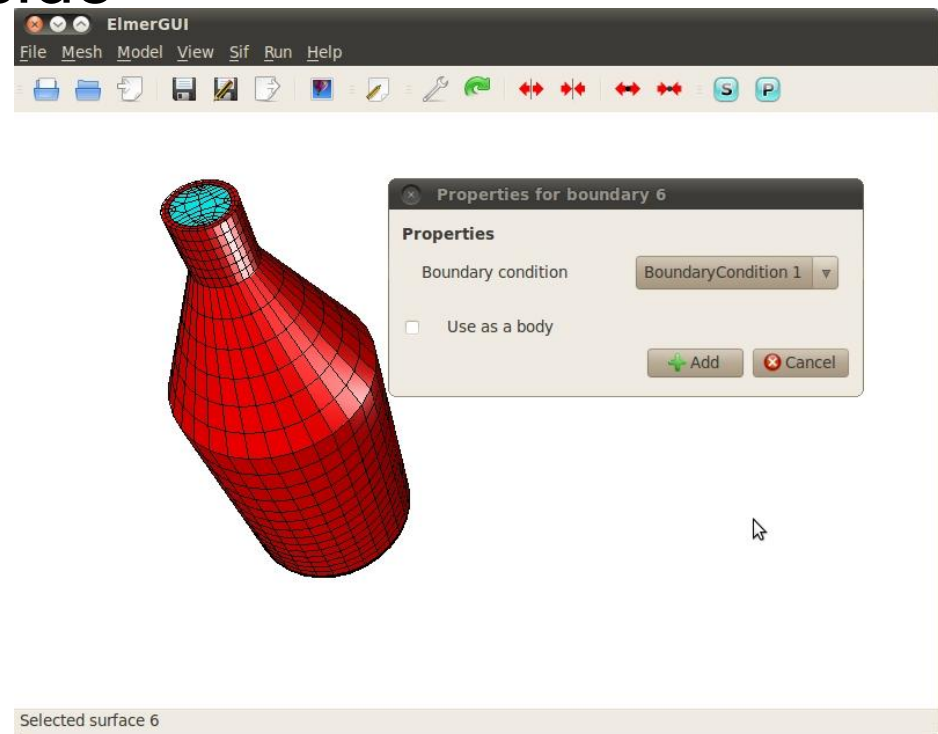 ElmerGUI
File Mesh Model View Sif Run Help
S P
Properties for boundary 6
Properties
Boundary condition BoundaryCondition 1
Use as a body
Add Cancel
Selected surface 6